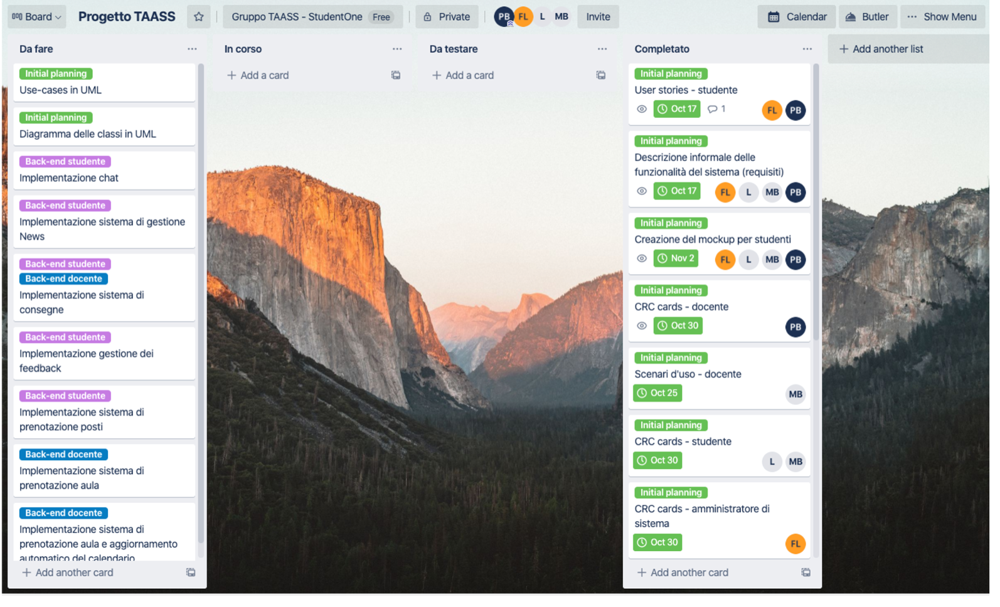 Board
Progetto TAASS
Gruppo TAASS - StudentOne Free
Private
PB FL L MB
Invite
Calendar
Butler
Show Menu
Da fare
Initial planning
Use-cases in UML
Initial planning
Diagramma delle classi in UML
Back-end studente
Implementazione chat
Back-end studente
Implementazione sistema di gestione
News
Back-end studente
Back-end docente
Implementazione sistema di
consegne
Back-end studente
Implementazione gestione dei
feedback
Back-end studente
Implementazione sistema di
prenotazione posti
Back-end docente
Implementazione sistema di
prenotazione aula
Back-end docente
Implementazione sistema di
prenotazione aula e aggiornamento
automatico del calendario
+ Add another card
In corso
+ Add a card
Da testare
+ Add a card
Completato
Initial planning
User stories - studente
Oct 17 1 FL PB
Initial planning
Descrizione informale delle
funzionalità del sistema (requisiti)
Oct 17 FL L MB PB
Initial planning
Creazione del mockup per studenti
Nov 2 FL L MB PB
Initial planning
CRC cards - docente
Oct 30 PB
Initial planning
Scenari d'uso - docente
Oct 25 MB
Initial planning
CRC cards - studente
Oct 30 L MB
Initial planning
CRC cards - amministratore di
sistema
Oct 30 FL
+ Add another card
+ Add another list